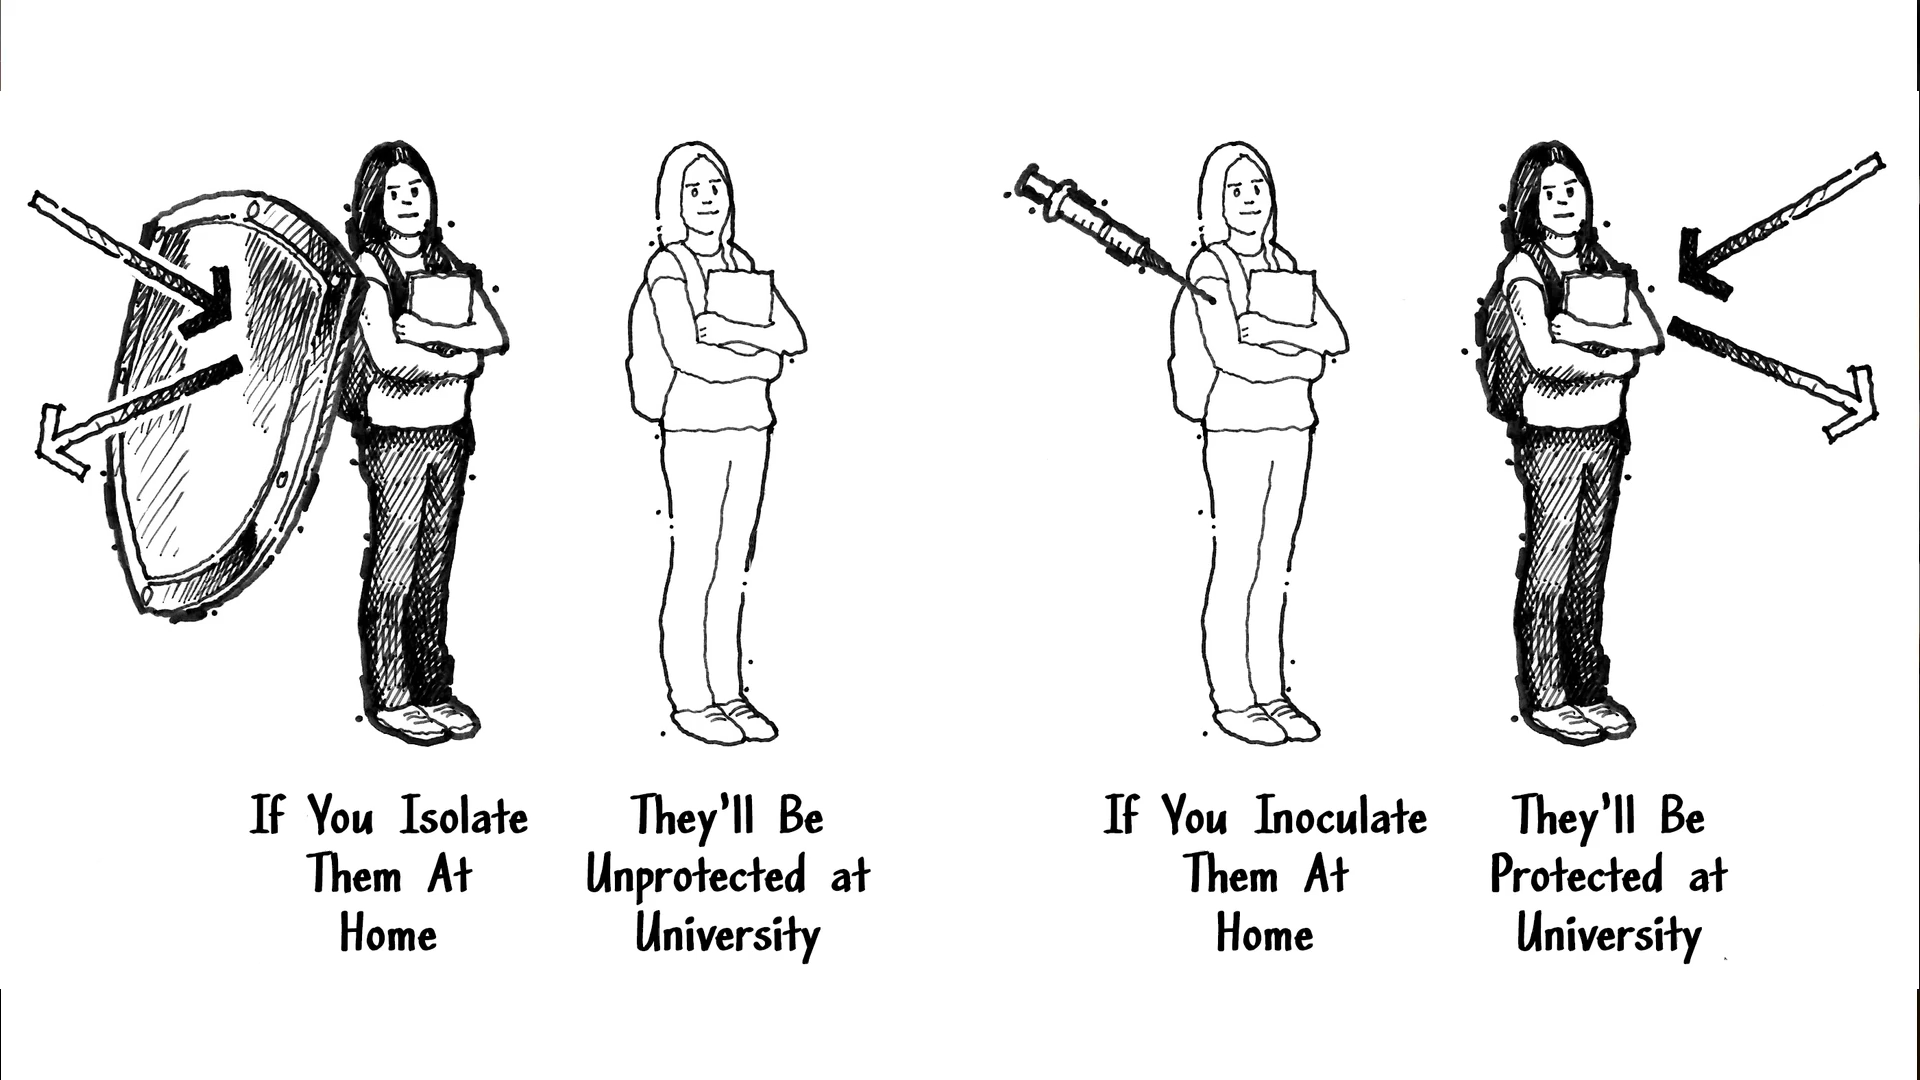 If You Isolate
Them At
Home
They'll Be
Unprotected at
University
If You Inoculate
Them At
Home
They'll Be
Protected at
University